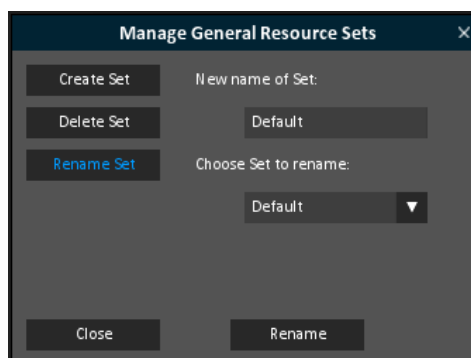 Manage General Resource Sets
Create Set
New name of Set:
Delete Set
Default
Rename Set
Choose Set to rename:
Default
Close
Rename